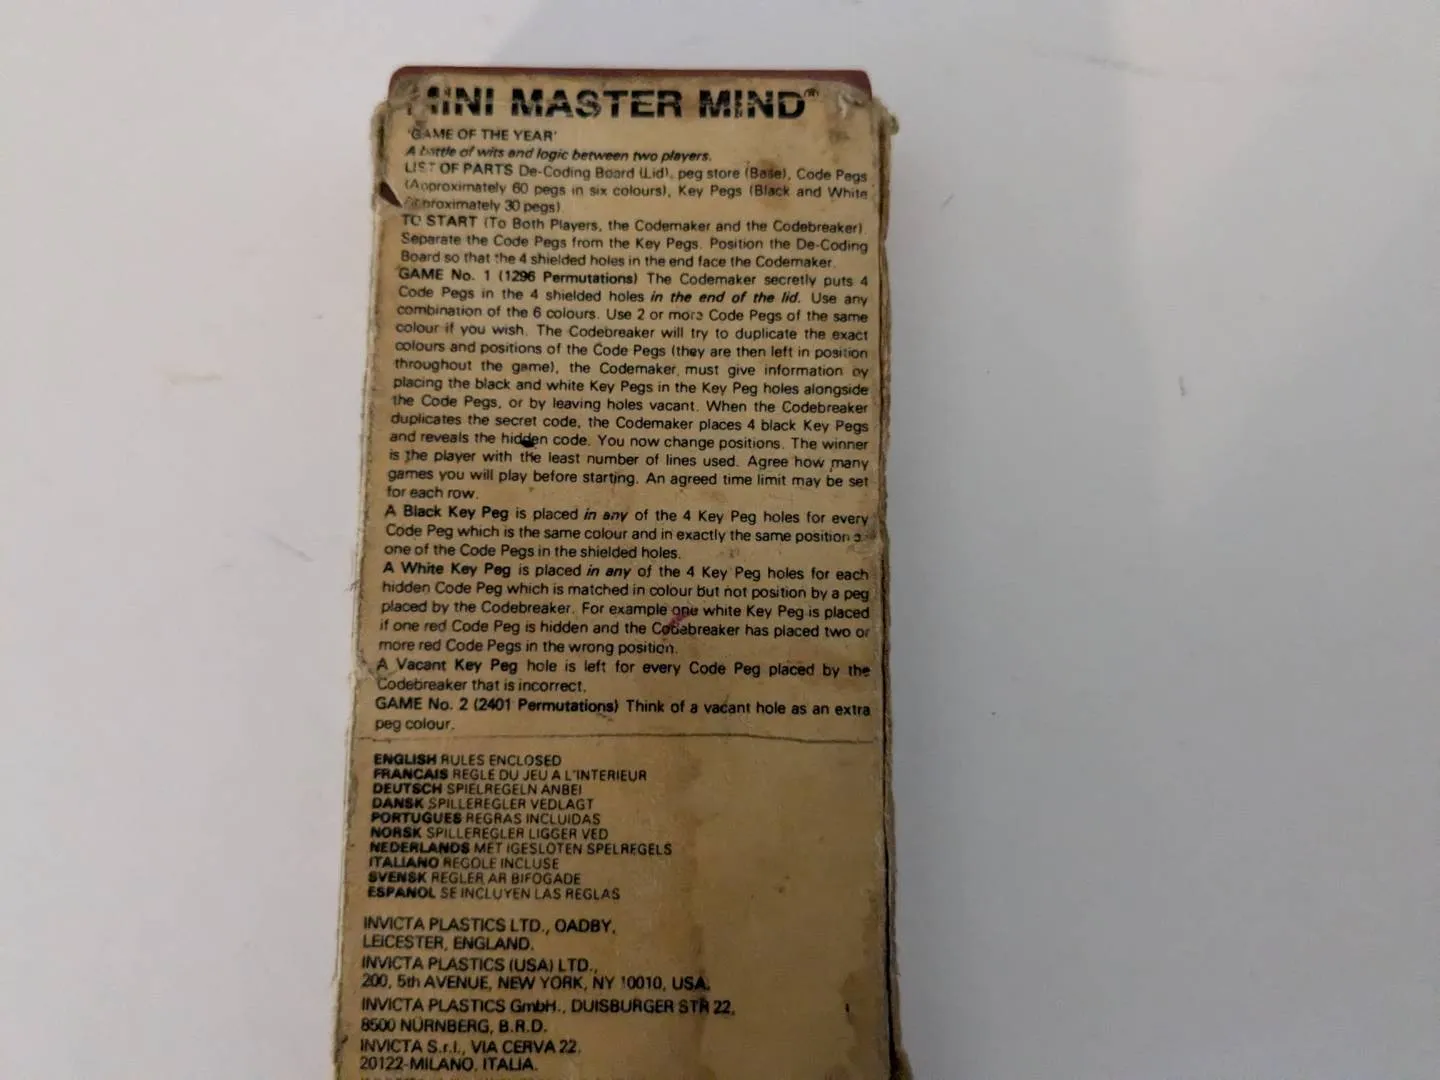 MINI MASTER MIND®
'GAME OF THE YEAR'
A battle of wits and logic between two players.
LIST OF PARTS De-Coding Board (Lid), peg store (Base), Code Pegs
(Approximately 60 pegs in six colours), Key Pegs (Black and White
Approximately 30 pegs)
TO START (To Both Players, the Codemaker and the Codebreaker).
Separate the Code Pegs from the Key Pegs. Position the De-Coding
Board so that the 4 shielded holes in the end face the Codemaker.
GAME No. 1 (1296 Permutations) The Codemaker secretly puts 4
Code Pegs in the 4 shielded holes in the end of the lid. Use any
combination of the 6 colours. Use 2 or more Code Pegs of the same
colour if you wish. The Codebreaker will try to duplicate the exact
colours and positions of the Code Pegs (they are then left in position
throughout the game), the Codemaker, must give information by
placing the black and white Key Pegs in the Key Peg holes alongside
the Code Pegs, or by leaving holes vacant. When the Codebreaker
duplicates the secret code, the Codemaker places 4 black Key Pegs
and reveals the hidden code. You now change positions. The winner
is the player with the least number of lines used. Agree how many
games you will play before starting. An agreed time limit may be set
for each row.
A Black Key Peg is placed in any of the 4 Key Peg holes for every
Code Peg which is the same colour and in exactly the same position as
one of the Code Pegs in the shielded holes.
A White Key Peg is placed in any of the 4 Key Peg holes for each
hidden Code Peg which is matched in colour but not position by a peg
placed by the Codebreaker. For example one white Key Peg is placed
if one red Code Peg is hidden and the Codebreaker has placed two or
more red Code Pegs in the wrong position.
A Vacant Key Peg hole is left for every Code Peg placed by the
Codebreaker that is incorrect.
GAME No. 2 (2401 Permutations) Think of a vacant hole as an extra
peg colour.
ENGLISH RULES ENCLOSED
FRANCAIS REGLE DU JEU A L'INTERIEUR
DEUTSCH SPIELREGELN ANBEI
DANSK SPILLEREGLER VEDLAGT
PORTUGUES REGRAS INCLUIDAS
NORSK SPILLEREGLER LIGGER VED
NEDERLANDS MET IGESLOTEN SPELREGELS
ITALIANO REGOLE INCLUSE
SVENSK REGLER AR BIFOGADE
ESPANOL SE INCLUYEN LAS REGLAS
INVICTA PLASTICS LTD., OADBY,
LEICESTER, ENGLAND.
INVICTA PLASTICS (USA) LTD.,
200, 5th AVENUE, NEW YORK, NY 10010, USA.
INVICTA PLASTICS GmbH., DUISBURGER STR 22,
8500 NÜRNBERG, B.R.D.
INVICTA S.r.l., VIA CERVA 22.
20122-MILANO, ITALIA.